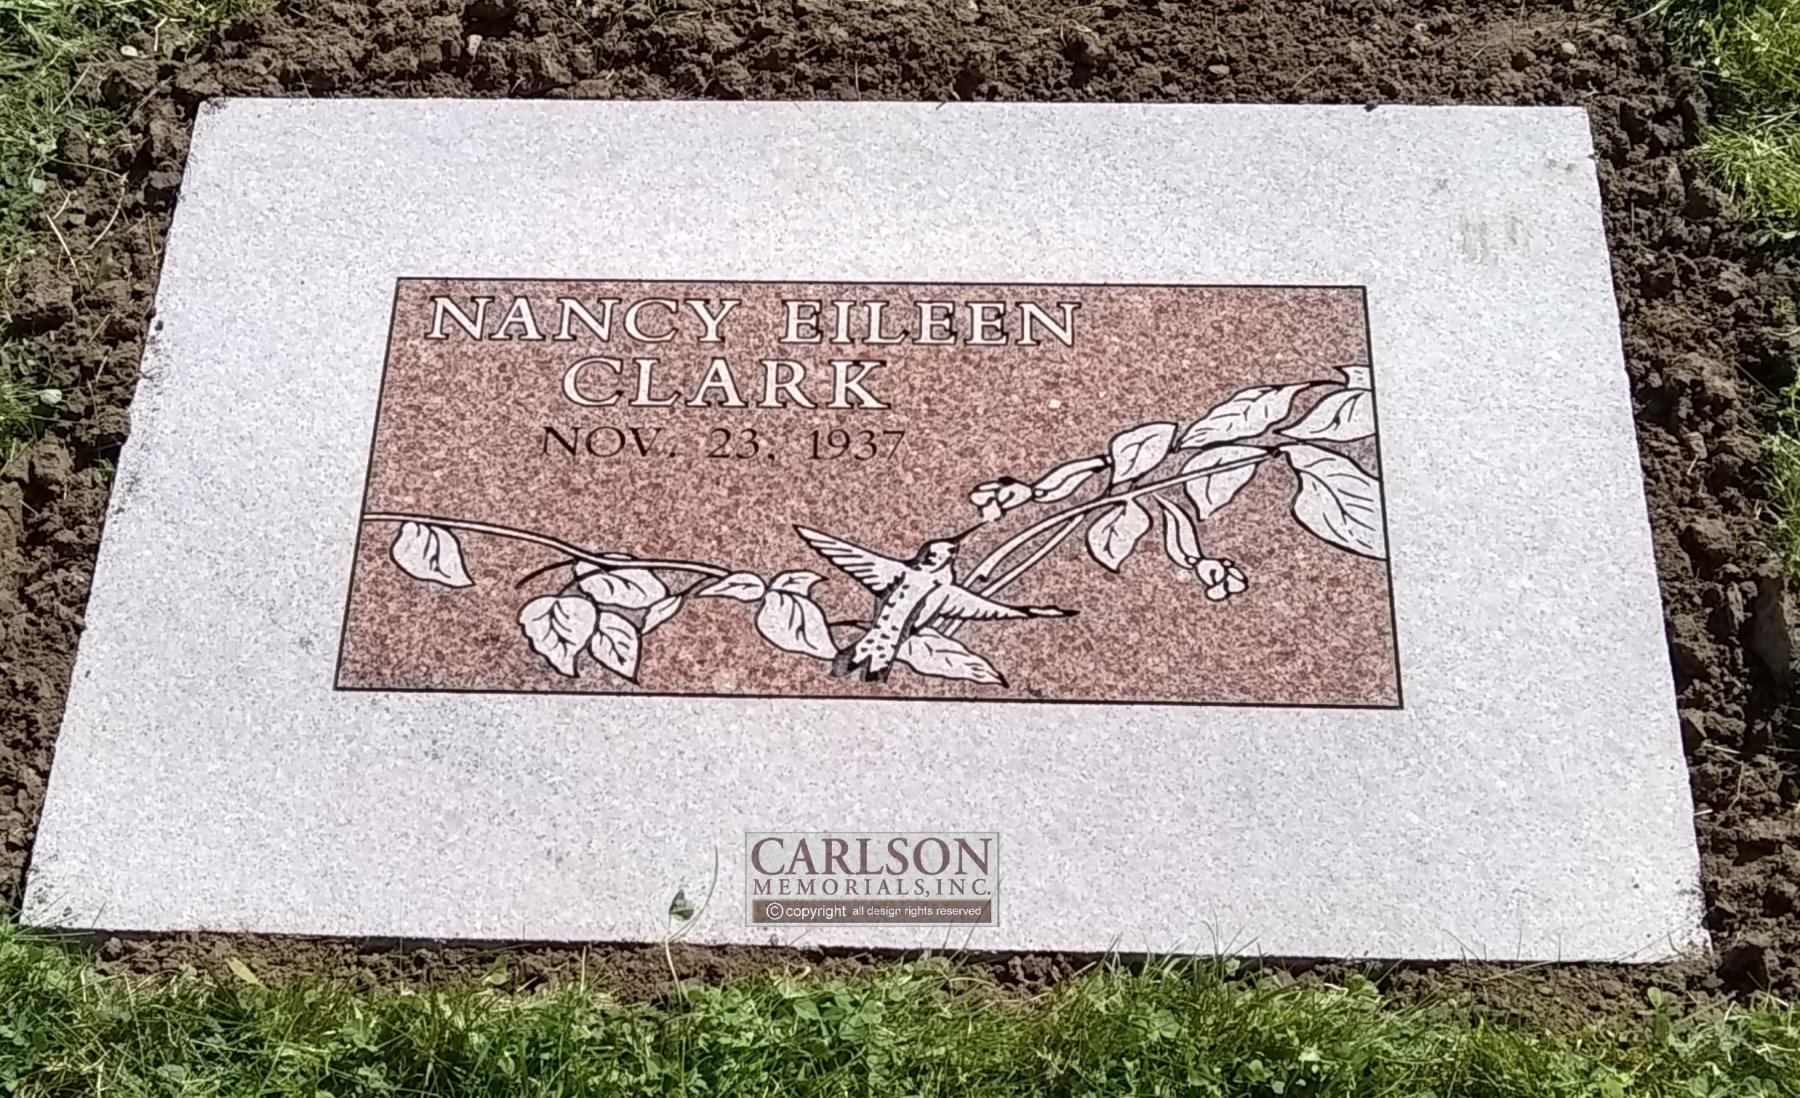 NANCY EILEEN
CLARK
NOV. 23, 1937
CARLSON
MEMORIALS, INC.
© copyright all design rights reserved